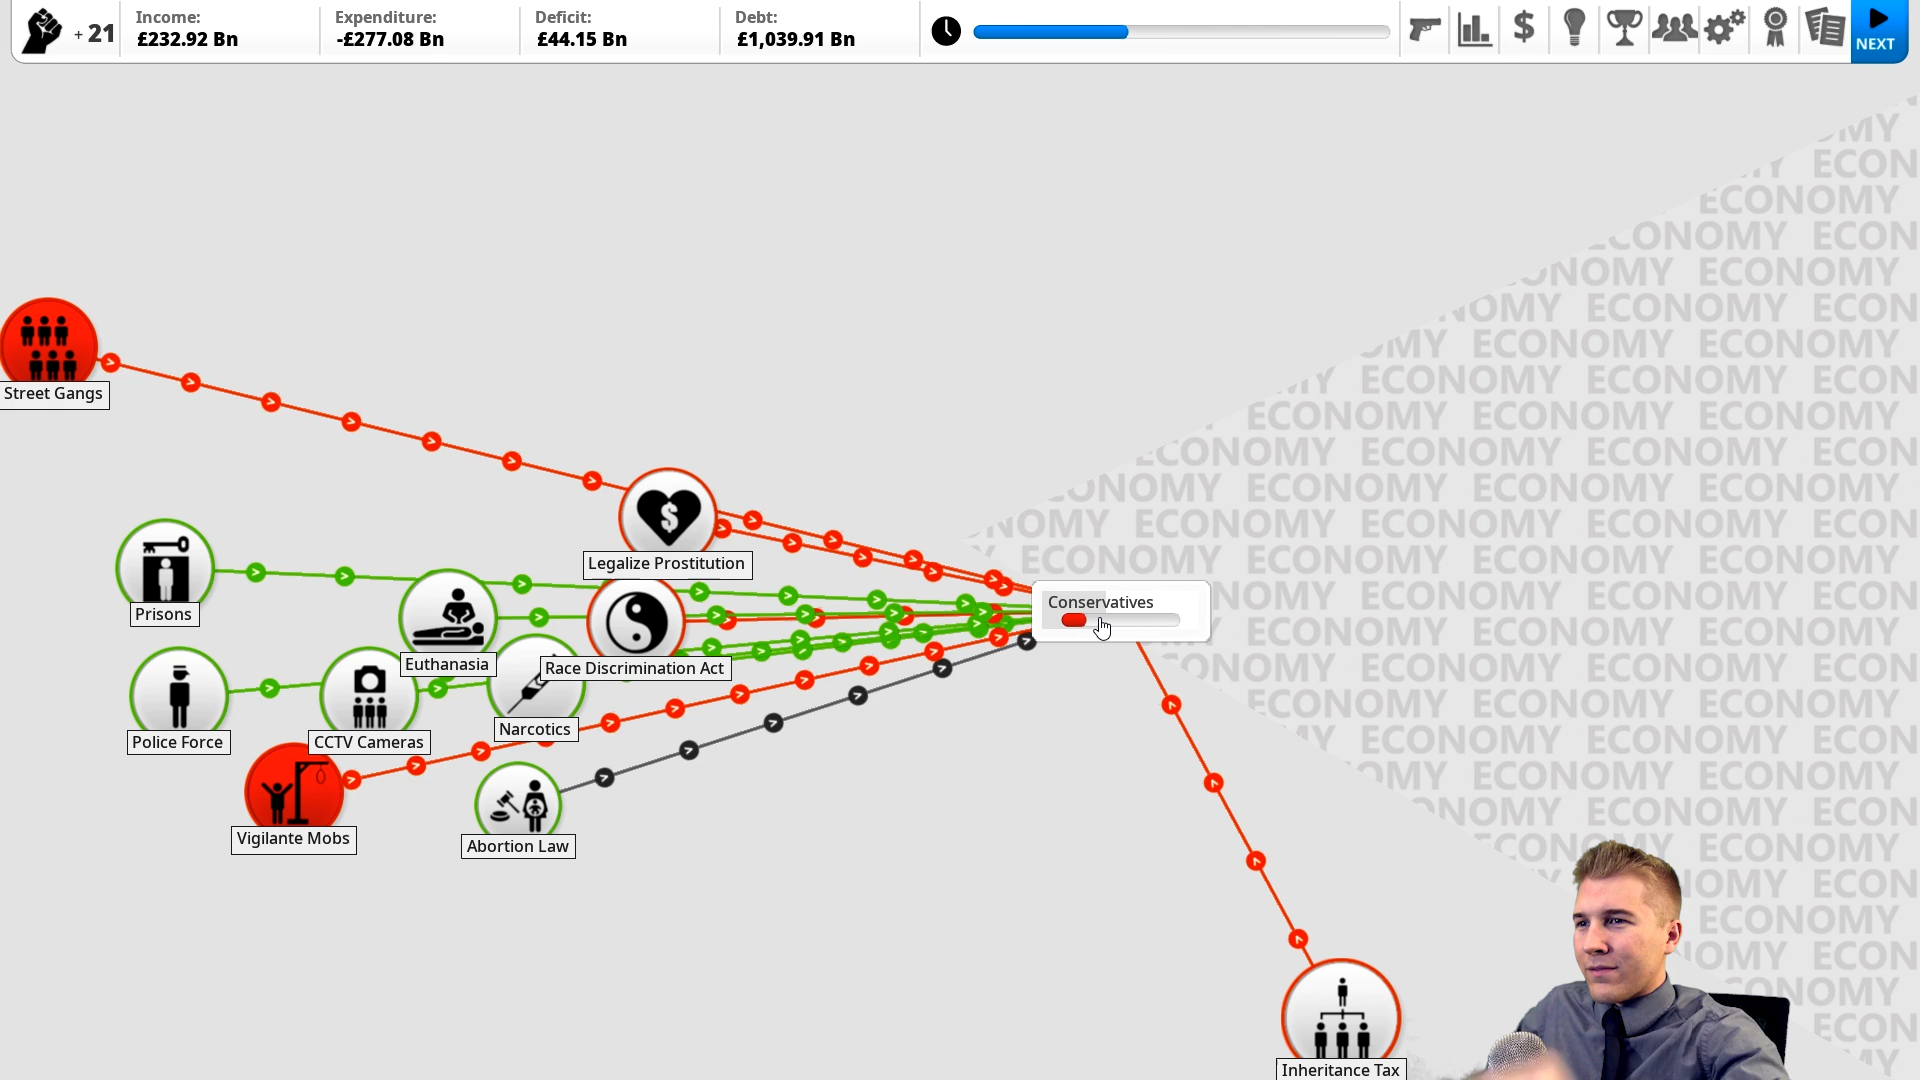 + 21
Income:
£232.92 Bn
Expenditure:
-£277.08 Bn
Deficit:
£44.15 Bn
Debt:
£1,039.91 Bn
NEXT
Street Gangs
Legalize Prostitution
Prisons
Euthanasia
Race Discrimination Act
Conservatives
Police Force
CCTV Cameras
Narcotics
Vigilante Mobs
Abortion Law
Inheritance Tax
ECONOMY ECONOMY ECONOMY